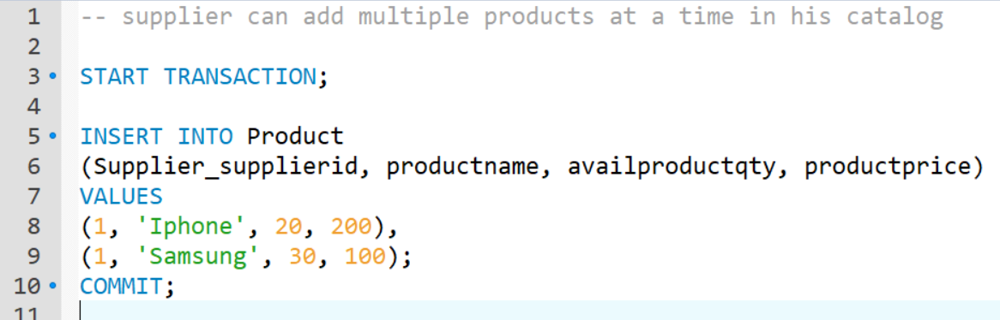 1 -- supplier can add multiple products at a time in his catalog
2
3 START TRANSACTION;
4
5 INSERT INTO Product
6 (Supplier_supplierid, productname, availproductqty, productprice)
7 VALUES
8 (1, 'Iphone', 20, 200),
9 (1, 'Samsung', 30, 100);
10 COMMIT;
11